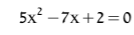 5x² − 7x + 2 = 0